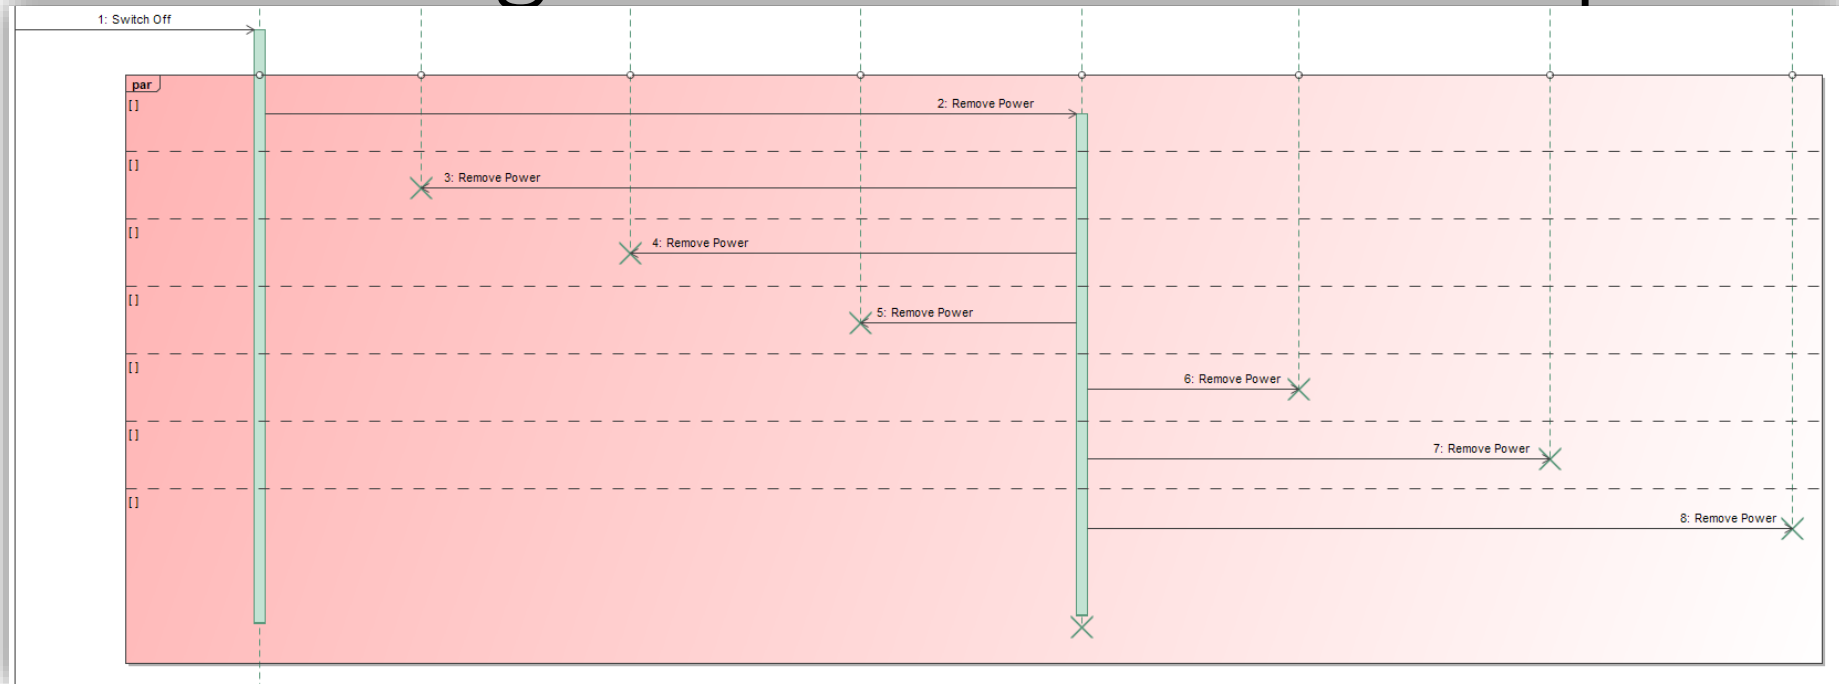 1: Switch Off
par
[ ]
2: Remove Power
[ ]
3: Remove Power
[ ]
4: Remove Power
[ ]
5: Remove Power
[ ]
6: Remove Power
[ ]
7: Remove Power
[ ]
8: Remove Power